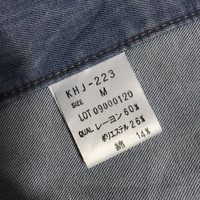 KHJ-223
SIZE M
LOT 09000120
QUAL レーヨン 60%
ポリエステル 26%
綿 14%